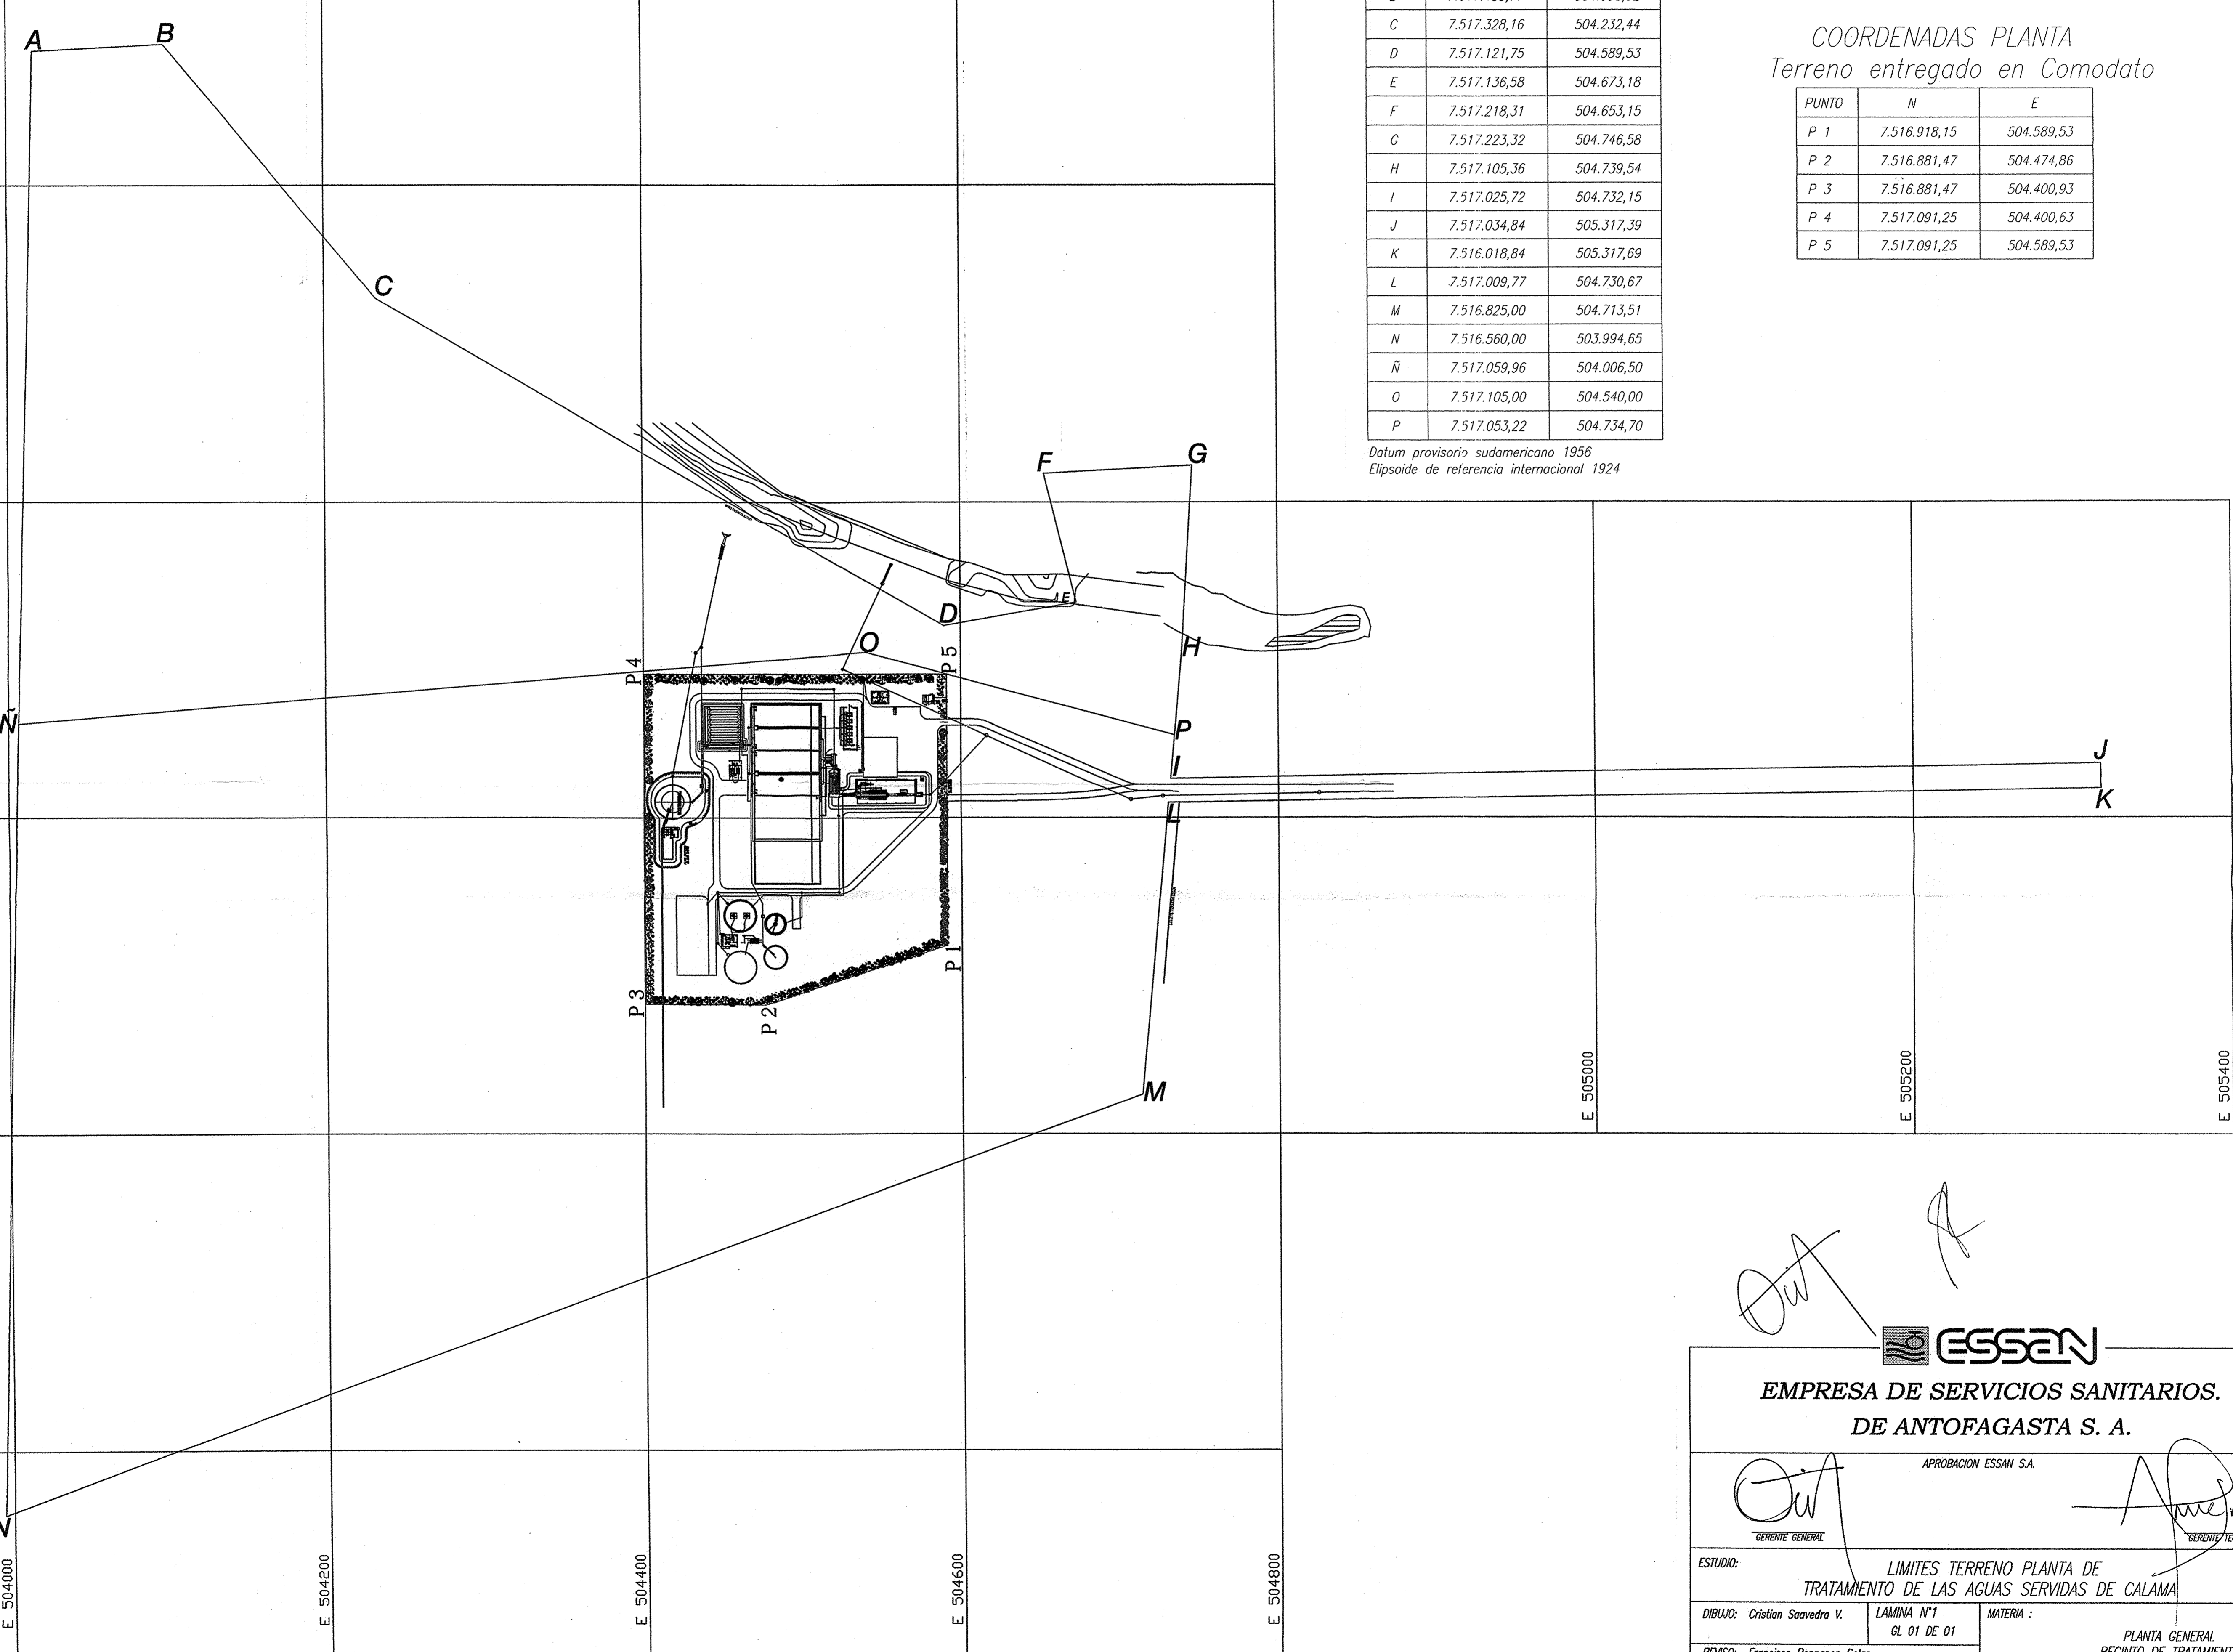 C 7.517.328,16 504.232,44
D 7.517.121,75 504.589,53
E 7.517.136,58 504.673,18
F 7.517.218,31 504.653,15
G 7.517.223,32 504.746,58
H 7.517.105,36 504.739,54
I 7.517.025,72 504.732,15
J 7.517.034,84 505.317,39
K 7.516.018,84 505.317,69
L 7.517.009,77 504.730,67
M 7.516.825,00 504.713,51
N 7.516.560,00 503.994,65
Ñ 7.517.059,96 504.006,50
O 7.517.105,00 504.540,00
P 7.517.053,22 504.734,70
Datum provisorio sudamericano 1956
Elipsoide de referencia internacional 1924
COORDENADAS PLANTA
Terreno entregado en Comodato
PUNTO N E
P 1 7.516.918,15 504.589,53
P 2 7.516.881,47 504.474,86
P 3 7.516.881,47 504.400,93
P 4 7.517.091,25 504.400,63
P 5 7.517.091,25 504.589,53
A
B
C
F
G
E
D
O
H
P 4
P 5
Ñ
P
I
J
K
L
P 1
P 3
P 2
M
N
E 505000
E 505200
E 505400
E 504000
E 504200
E 504400
E 504600
E 504800
ESSAN
EMPRESA DE SERVICIOS SANITARIOS.
DE ANTOFAGASTA S. A.
APROBACION ESSAN S.A.
GERENTE GENERAL
GERENTE
ESTUDIO:
LIMITES TERRENO PLANTA DE
TRATAMIENTO DE LAS AGUAS SERVIDAS DE CALAMA
DIBUJO: Cristian Saavedra V.
LAMINA N°1
GL 01 DE 01
MATERIA :
PLANTA GENERAL